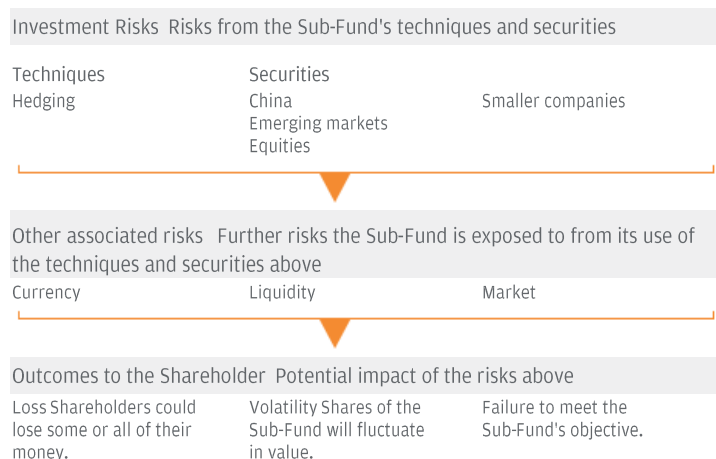 Investment Risks Risks from the Sub-Fund's techniques and securities
Techniques
Hedging
Securities
China
Emerging markets
Equities
Smaller companies
Other associated risks Further risks the Sub-Fund is exposed to from its use of
the techniques and securities above
Currency
Liquidity
Market
Outcomes to the Shareholder Potential impact of the risks above
Loss Shareholders could
lose some or all of their
money.
Volatility Shares of the
Sub-Fund will fluctuate
in value.
Failure to meet the
Sub-Fund's objective.